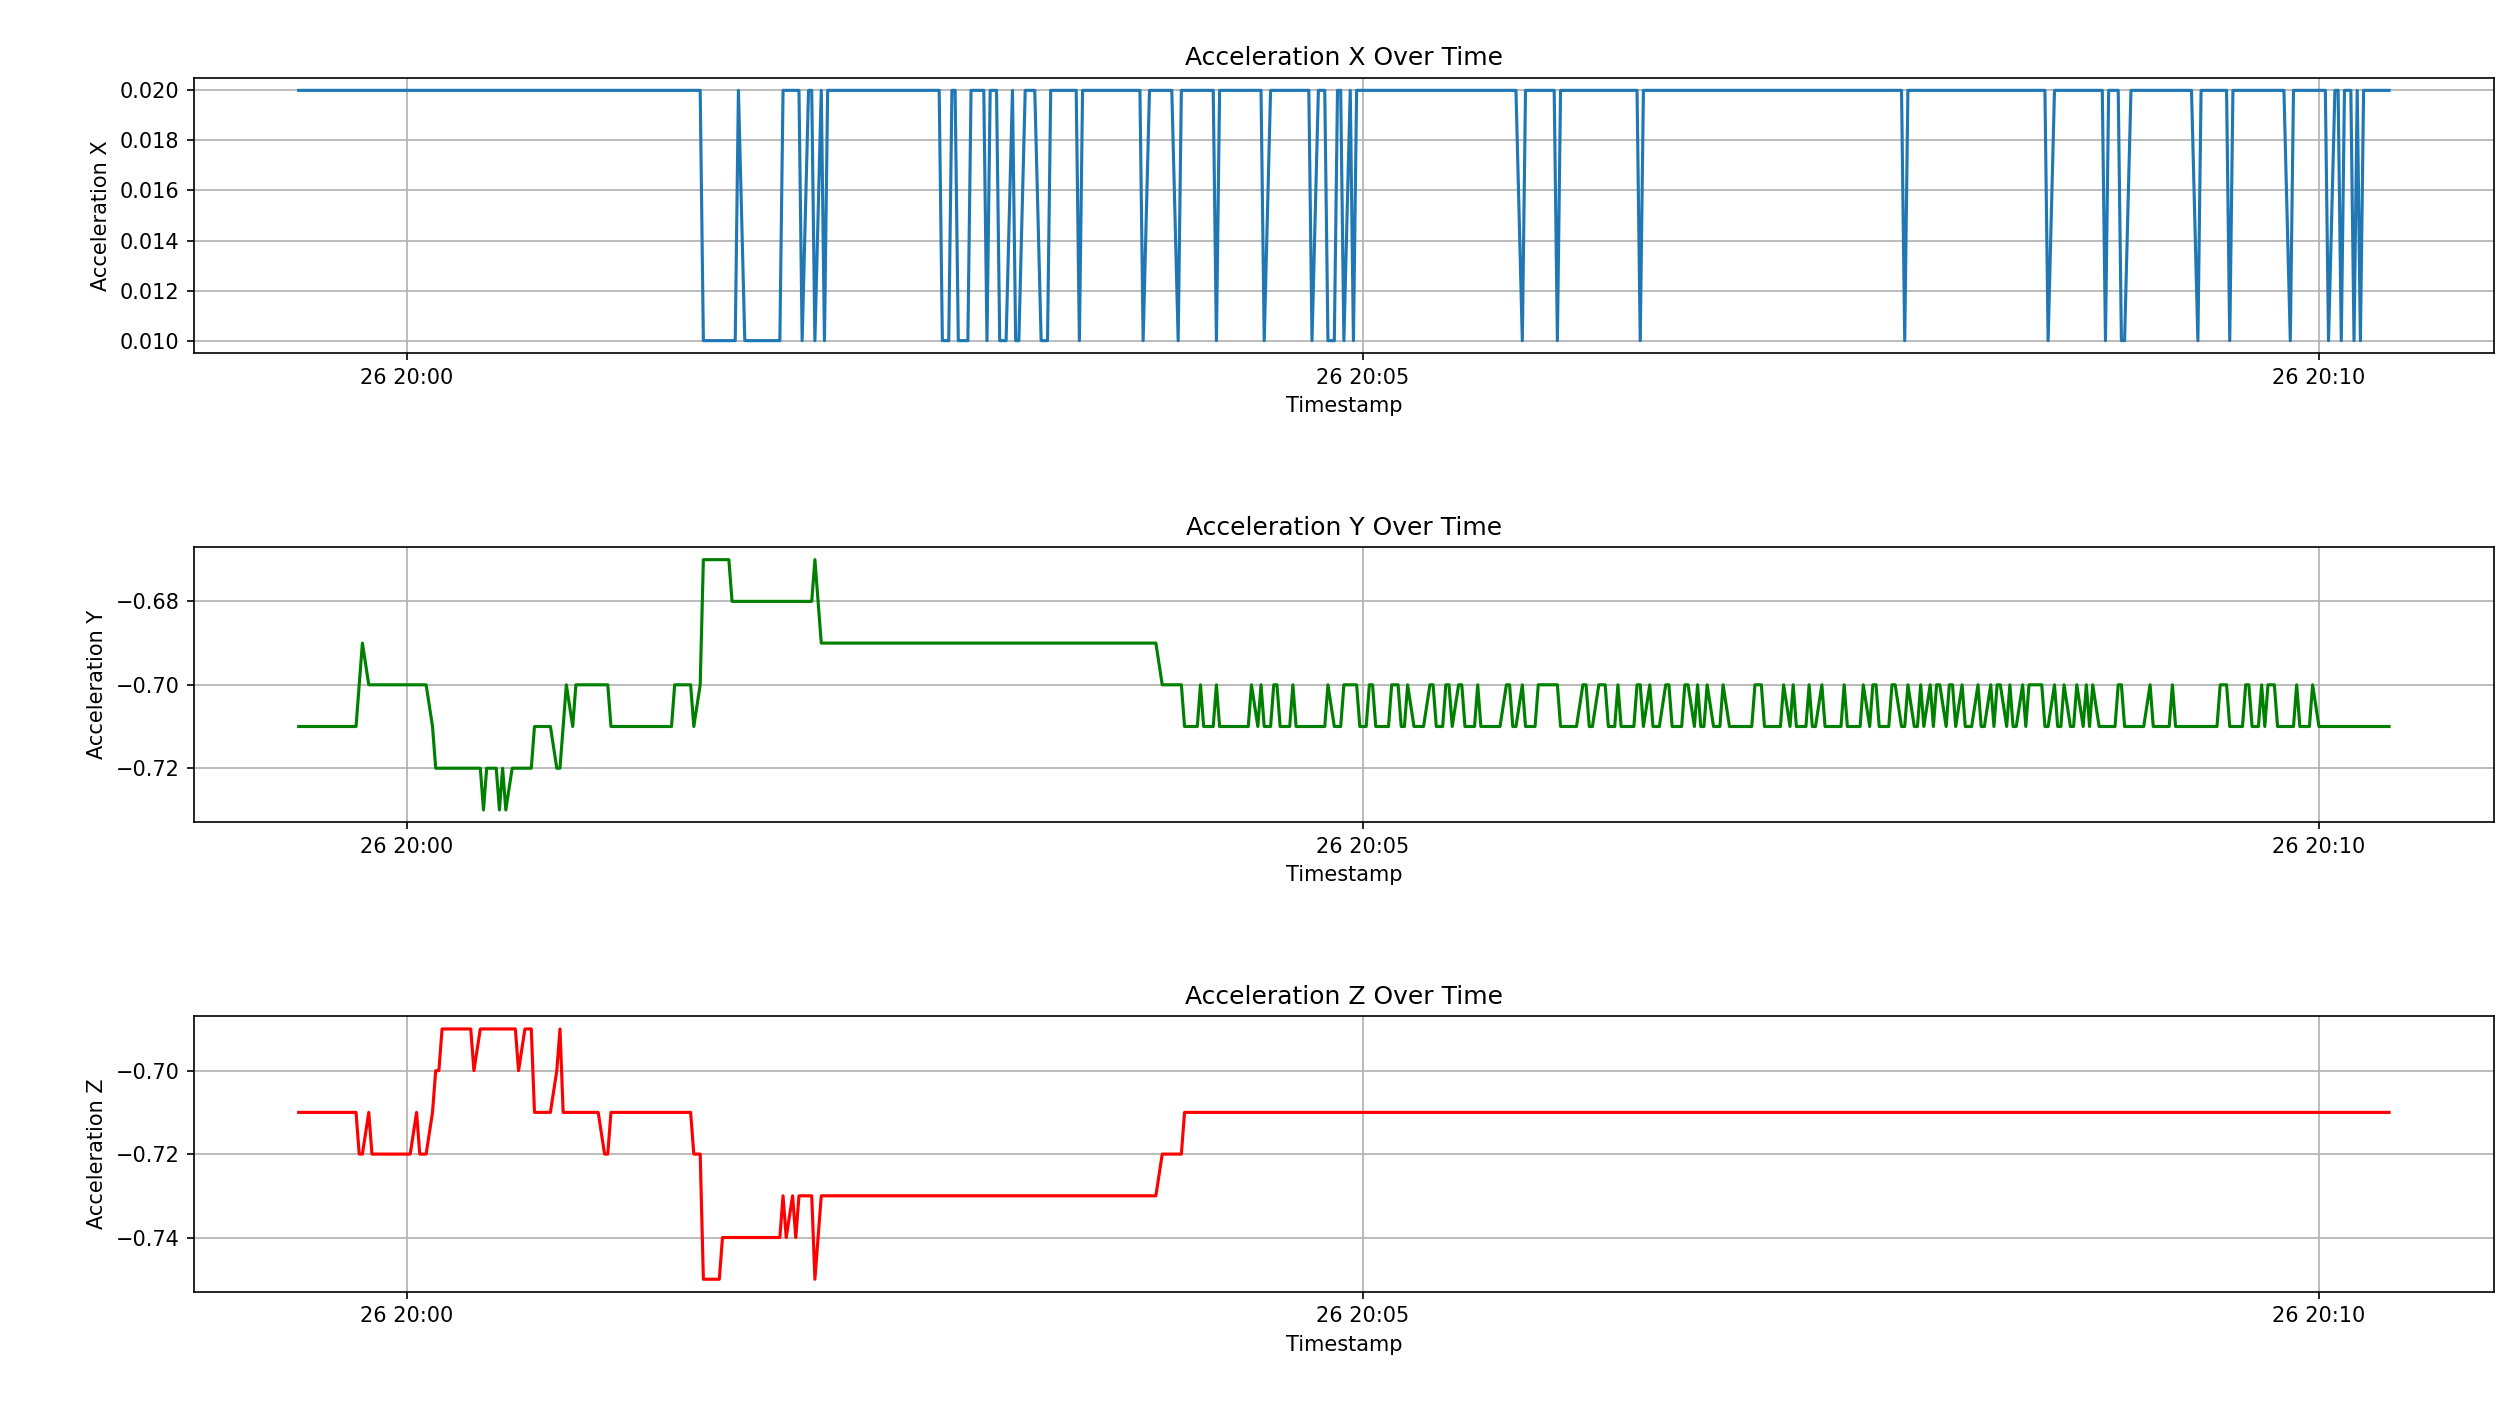 Acceleration X Over Time
Acceleration X
0.020
0.018
0.016
0.014
0.012
0.010
26 20:00
26 20:05
26 20:10
Timestamp
Acceleration Y Over Time
Acceleration Y
−0.68
−0.70
−0.72
26 20:00
26 20:05
26 20:10
Timestamp
Acceleration Z Over Time
Acceleration Z
−0.70
−0.72
−0.74
26 20:00
26 20:05
26 20:10
Timestamp